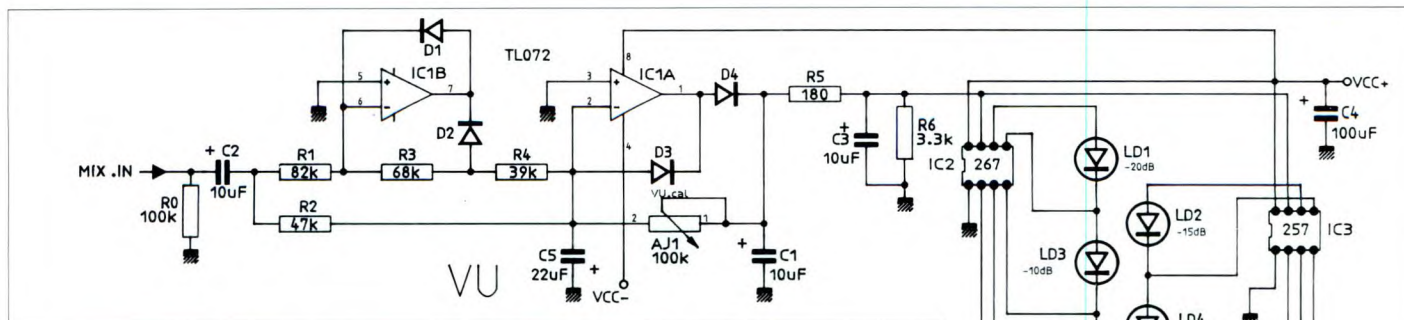 D1
TL072
5
IC1B
7
6
8
3
IC1A
1
2
4
D4
R5
180
VCC+
D2
+
C3
10uF
R6
3.3k
+
C4
100uF
MIX.IN
+
C2
10uF
R1
82k
R3
68k
R4
39k
D3
VU.cal
IC2
267
LD1
-20dB
R0
100k
R2
47k
2
1
AJ1
100k
LD2
-15dB
257
IC3
VU
C5
22uF
+
VCC-
+
C1
10uF
LD3
-10dB
LD4